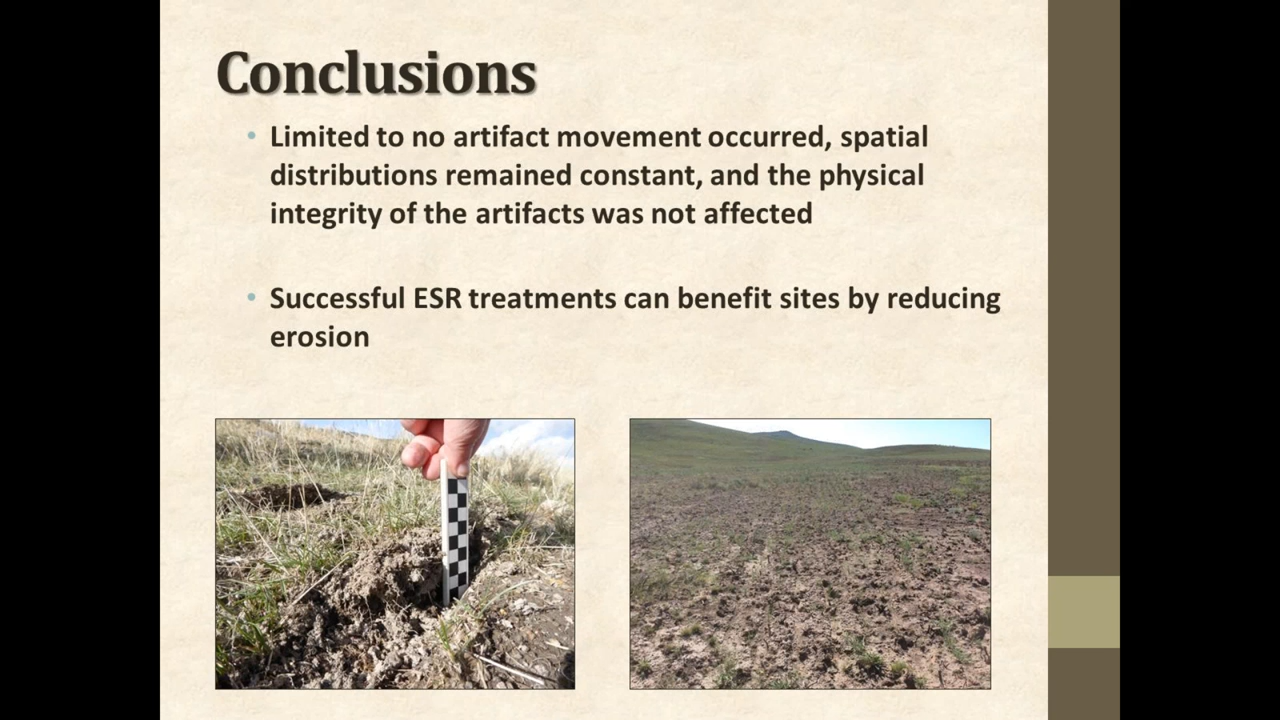 Conclusions
• Limited to no artifact movement occurred, spatial
distributions remained constant, and the physical
integrity of the artifacts was not affected
• Successful ESR treatments can benefit sites by reducing
erosion